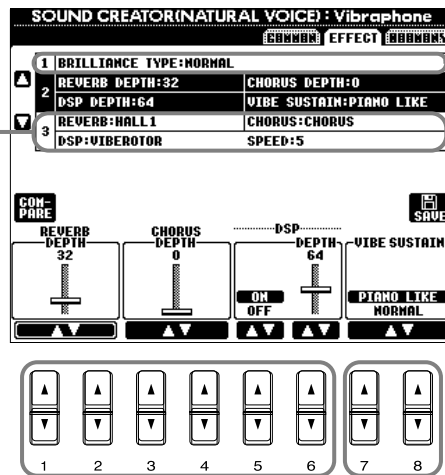 SOUND CREATOR(NATURAL VOICE) : Vibraphone
COMMON EFFECT HARMONY
1 BRILLIANCE TYPE:NORMAL
2 REVERB DEPTH:32 CHORUS DEPTH:0
DSP DEPTH:64 VIBE SUSTAIN:PIANO LIKE
3 REVERB:HALL1 CHORUS:CHORUS
DSP:VIBEROTOR SPEED:5
COM-
PARE
SAVE
REVERB DEPTH
32
CHORUS DEPTH
0
DSP
DEPTH
64
ON
OFF
VIBE SUSTAIN
PIANO LIKE
NORMAL
1 2 3 4 5 6 7 8